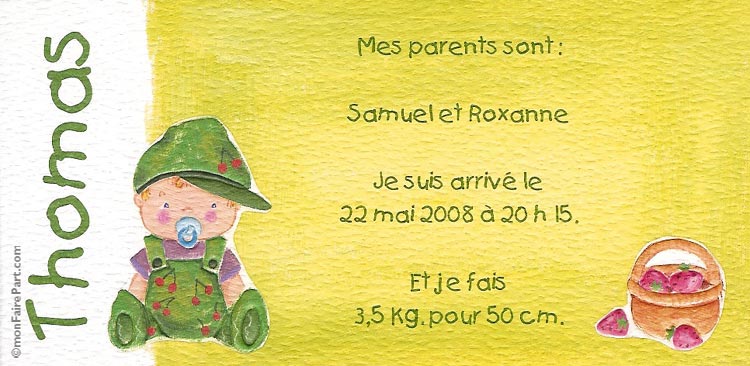 Thomas
Mes parents sont :
Samuel et Roxanne
Je suis arrivé le
22 mai 2008 à 20 h 15.
Et je fais
3,5 Kg. pour 50 cm.
©monFairePart.com